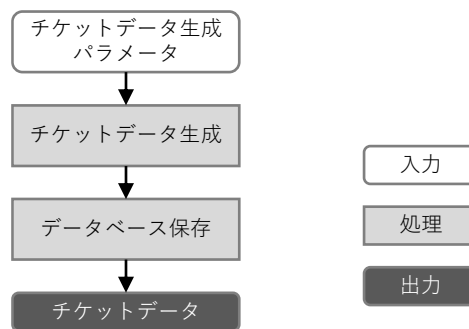 チケットデータ生成
パラメータ
チケットデータ生成
データベース保存
チケットデータ
入力
処理
出力